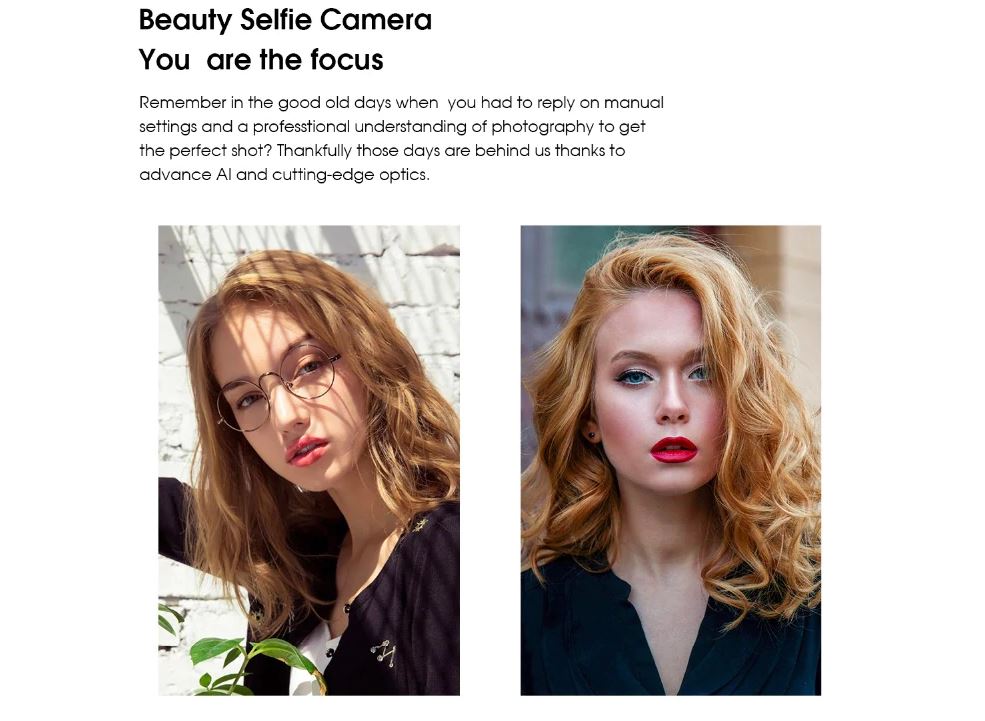 Beauty Selfie Camera
You  are the focus
Remember in the good old days when  you had to reply on manual
settings and a professtional understanding of photography to get
the perfect shot? Thankfully those days are behind us thanks to
advance AI and cutting-edge optics.